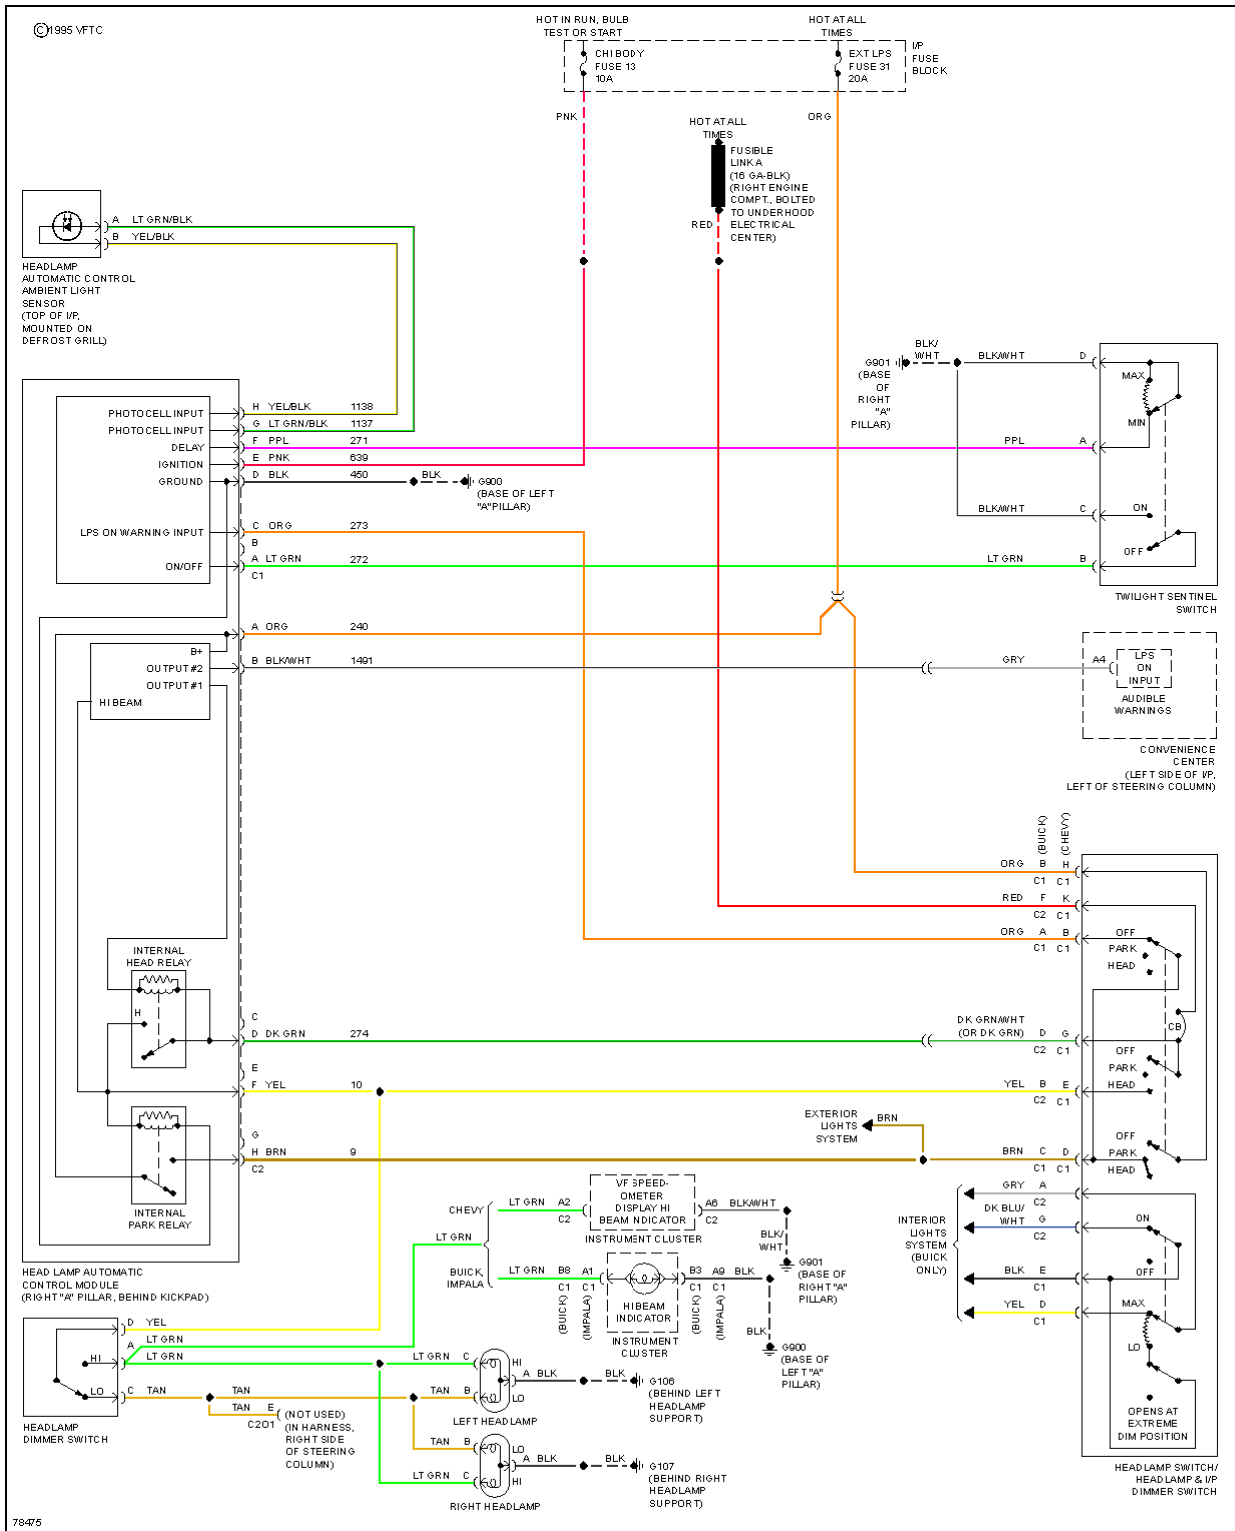 ©1995 VFTC
HOT IN RUN, BULB
TEST OR START
HOT AT ALL
TIMES
CHI BODY
FUSE 13
10A
EXT LPS
FUSE 31
20A
I/P
FUSE
BLOCK
PNK
ORG
HOT AT ALL
TIMES
FUSIBLE
LINK A
(16 GA-BLK)
(RIGHT ENGINE
COMPT., BOLTED
TO UNDERHOOD
ELECTRICAL
CENTER)
RED
A LT GRN/BLK
B YEL/BLK
HEADLAMP
AUTOMATIC CONTROL
AMBIENT LIGHT
SENSOR
(TOP OF I/P,
MOUNTED ON
DEFROST GRILL)
G901
(BASE
OF
RIGHT
"A"
PILLAR)
BLK/
WHT
BLK/WHT D
MAX
MIN
PPL A
BLK/WHT C
ON
OFF
LT GRN B
TWILIGHT SENTINEL
SWITCH
PHOTOCELL INPUT H YEL/BLK 1138
PHOTOCELL INPUT G LT GRN/BLK 1137
DELAY F PPL 271
IGNITION E PNK 639
GROUND D BLK 450 BLK
G900
(BASE OF LEFT
"A" PILLAR)
LPS ON WARNING INPUT C ORG 273
B
ON/OFF A LT GRN 272
C1
A ORG 240
B+
OUTPUT #2 B BLK/WHT 1491
OUTPUT #1
HI BEAM
GRY A4
LPS
ON
INPUT
AUDIBLE
WARNINGS
CONVENIENCE
CENTER
(LEFT SIDE OF I/P,
LEFT OF STEERING COLUMN)
(BUICK)
(CHEVY)
ORG B H
C1 C1
RED F K
C2 C1
ORG A B
C1 C1
OFF
PARK
HEAD
INTERNAL
HEAD RELAY
H
C
D DK GRN 274
DK GRN/WHT
(OR DK GRN) D G
C2 C1
CB
OFF
PARK
HEAD
E
F YEL 10
YEL B E
C2 C1
EXTERIOR
LIGHTS
SYSTEM
BRN
G
H BRN 9
C2
BRN C D
C1 C1
OFF
PARK
HEAD
INTERNAL
PARK RELAY
HEAD LAMP AUTOMATIC
CONTROL MODULE
(RIGHT "A" PILLAR, BEHIND KICKPAD)
CHEVY
LT GRN A2
C2
VF SPEED-
OMETER
DISPLAY HI
BEAM INDICATOR
INSTRUMENT CLUSTER
A6 BLK/WHT
C2
BLK/
WHT
G901
(BASE OF
RIGHT "A"
PILLAR)
LT GRN
BUICK,
IMPALA
LT GRN B8 A1
C1 C1
(BUICK)
(IMPALA)
HI BEAM
INDICATOR
INSTRUMENT
CLUSTER
B3 A9 BLK
C1 C1
(BUICK)
(IMPALA)
BLK
G900
(BASE OF
LEFT "A"
PILLAR)
INTERIOR
LIGHTS
SYSTEM
(BUICK
ONLY)
GRY A
C2
DK BLU/
WHT G
C2
BLK E
C1
YEL D
C1
ON
OFF
MAX
LO
OPENS AT
EXTREME
DIM POSITION
HEADLAMP SWITCH/
HEADLAMP & I/P
DIMMER SWITCH
D YEL
A LT GRN
HI
LT GRN
LO C TAN
HEADLAMP
DIMMER SWITCH
TAN
TAN E
C201
(NOT USED)
(IN HARNESS,
RIGHT SIDE
OF STEERING
COLUMN)
LT GRN C
HI
TAN B
LO
A BLK BLK
LEFT HEADLAMP
G106
(BEHIND LEFT
HEADLAMP
SUPPORT)
TAN B
LO
A BLK BLK
LT GRN C
HI
RIGHT HEADLAMP
G107
(BEHIND RIGHT
HEADLAMP
SUPPORT)
78475